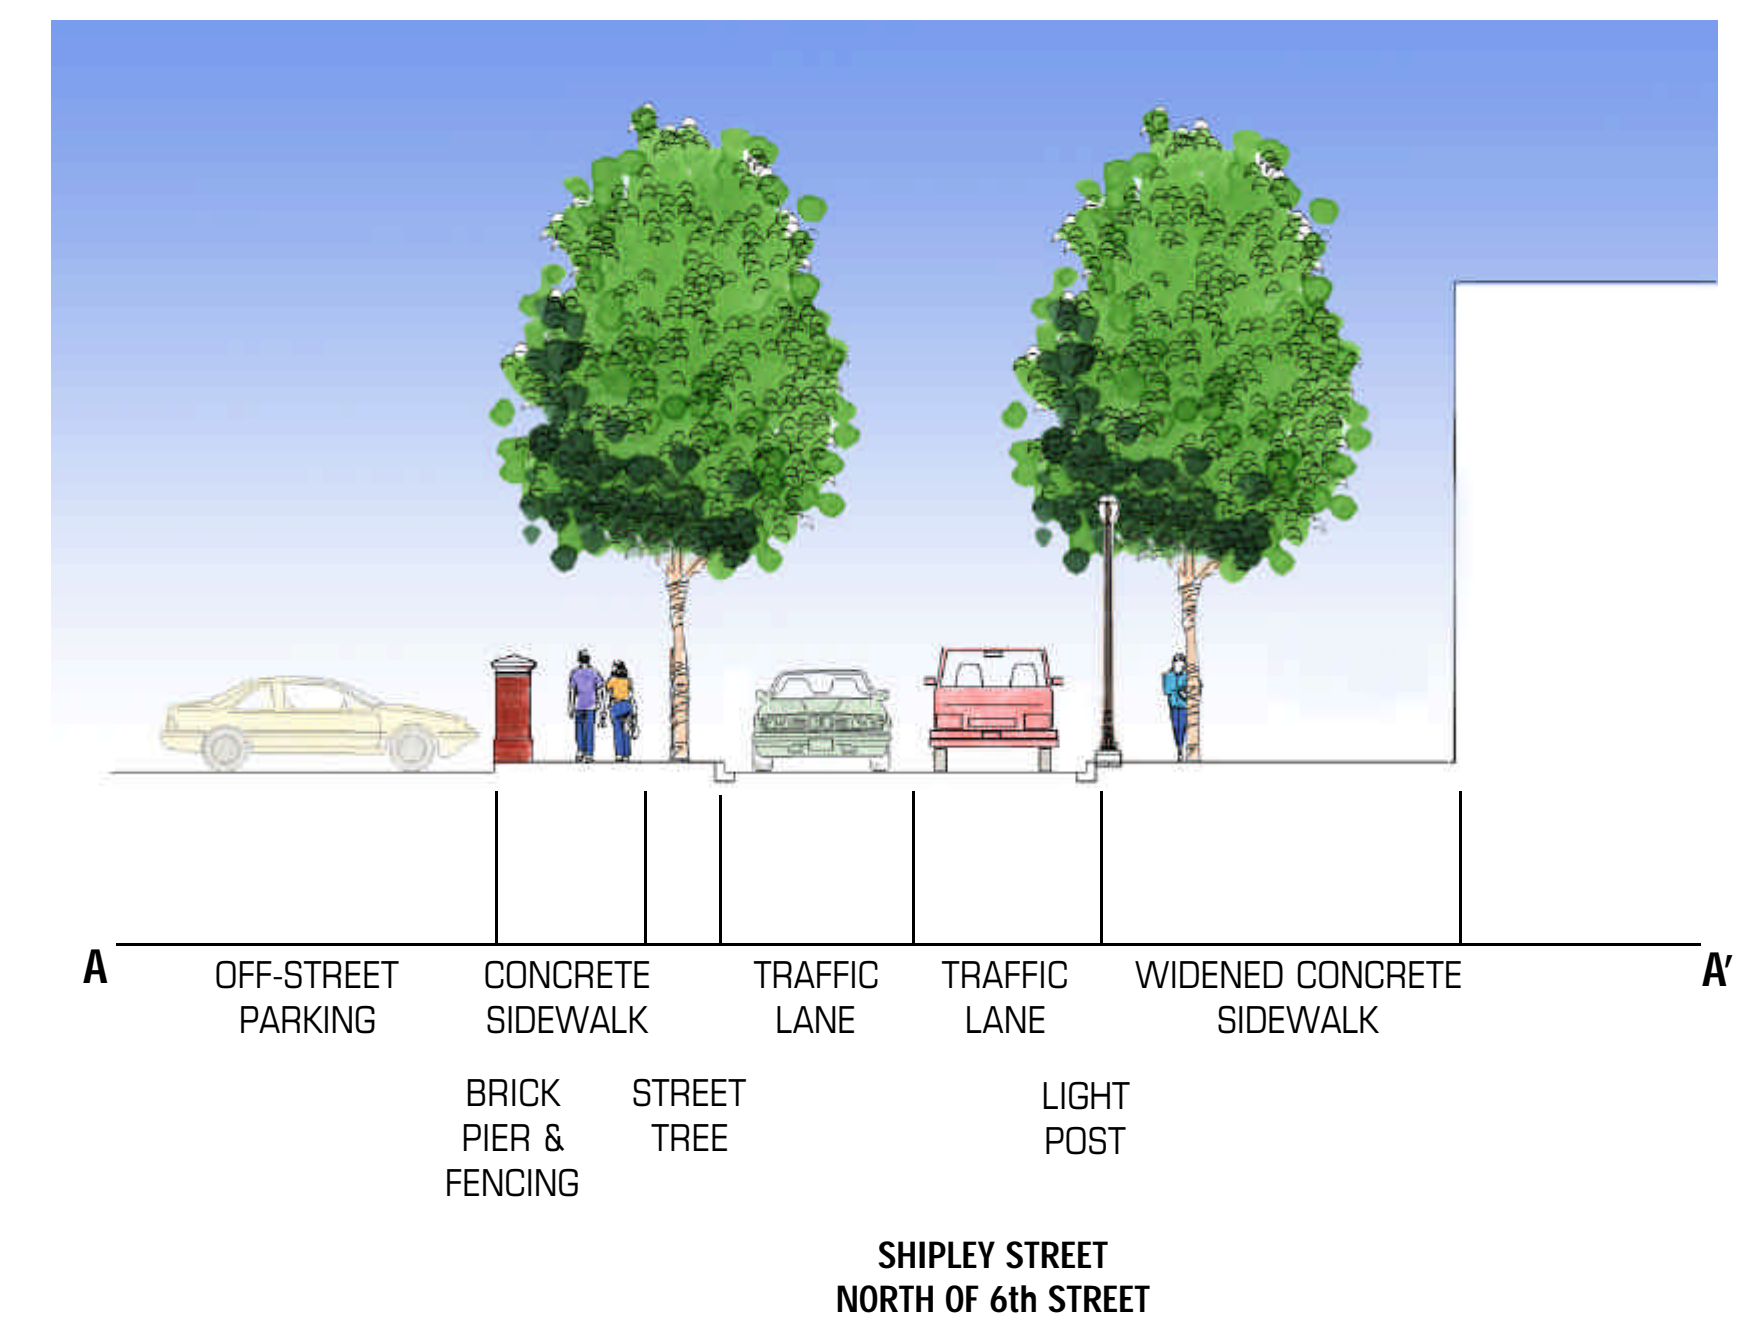 A
A'
OFF-STREET
PARKING
CONCRETE
SIDEWALK
TRAFFIC
LANE
TRAFFIC
LANE
WIDENED CONCRETE
SIDEWALK
BRICK
PIER &
FENCING
STREET
TREE
LIGHT
POST
SHIPLEY STREET
NORTH OF 6th STREET